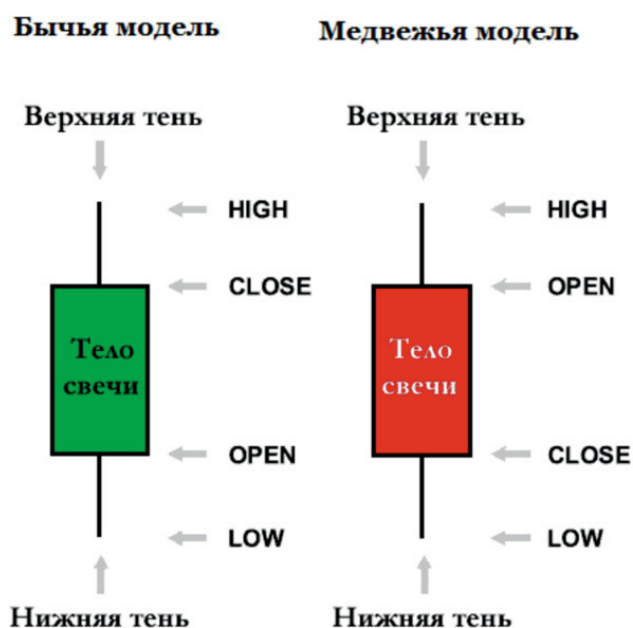 Бычья модель
Медвежья модель
Верхняя тень
Верхняя тень
HIGH
HIGH
CLOSE
OPEN
Тело
свечи
Тело
свечи
OPEN
CLOSE
LOW
LOW
Нижняя тень
Нижняя тень